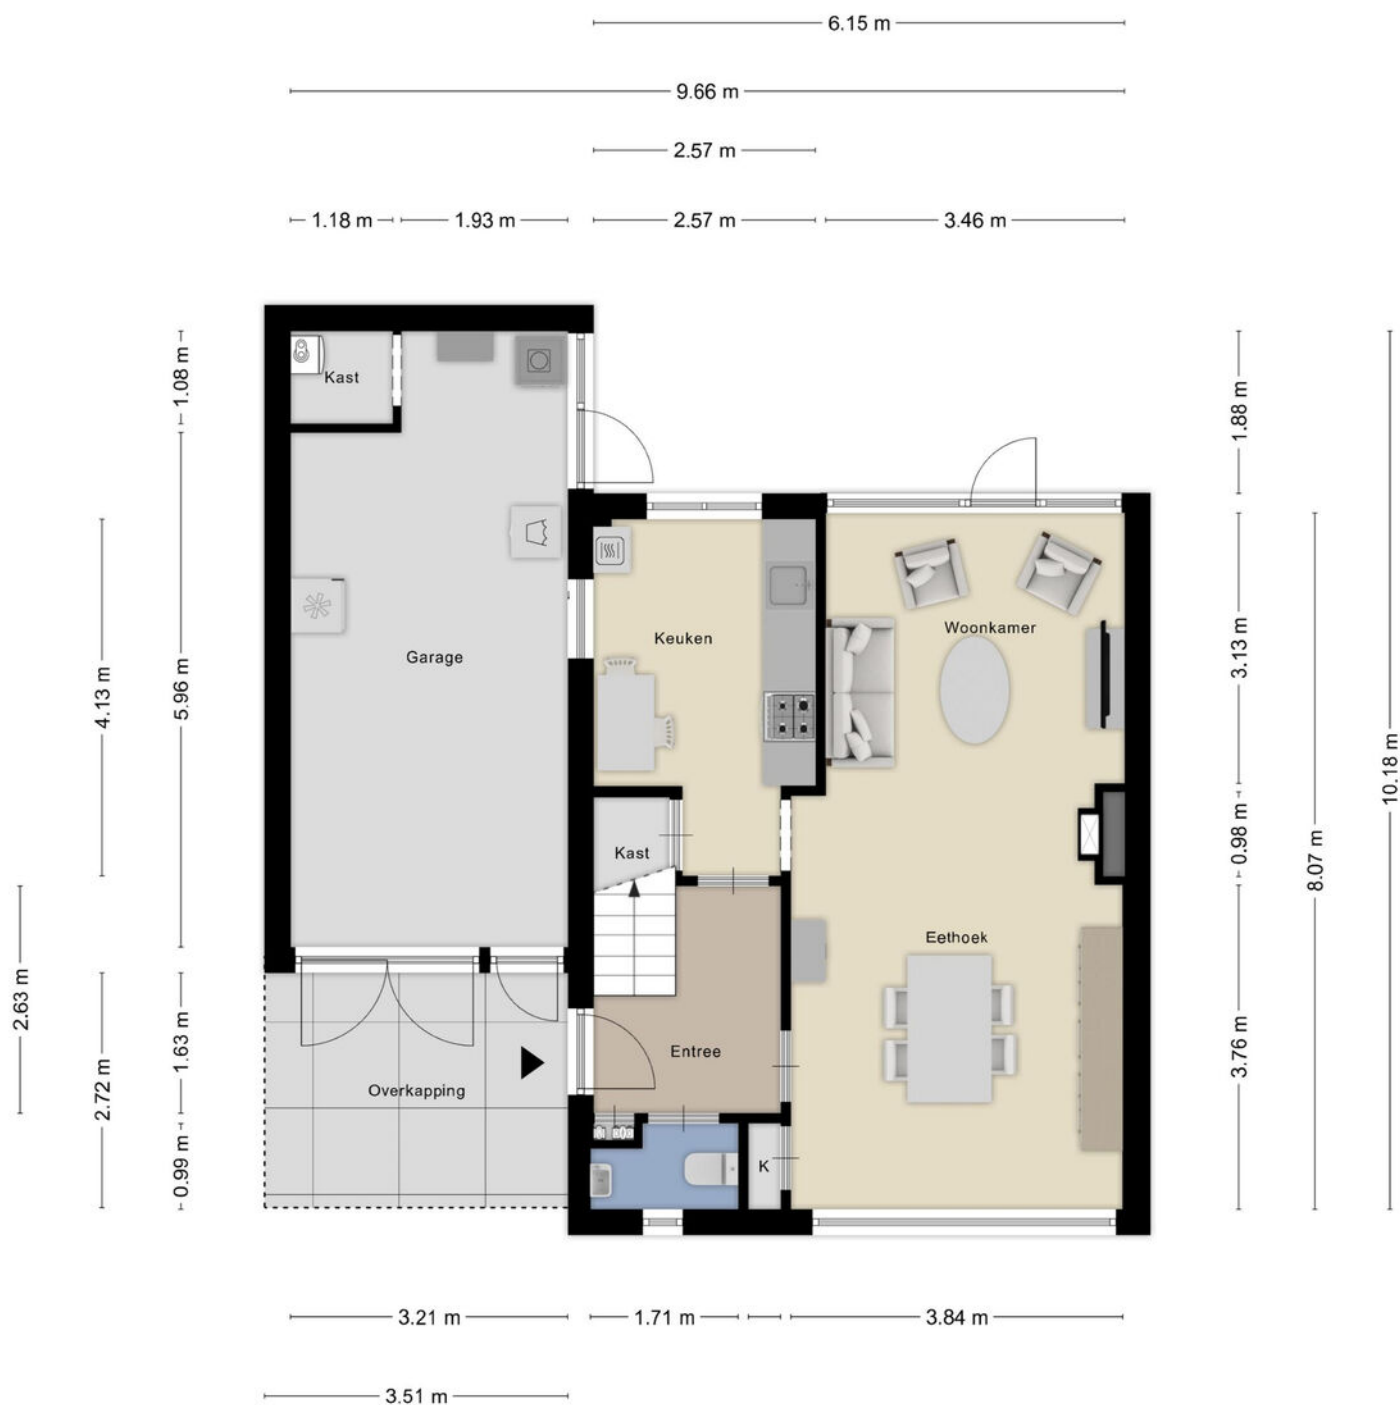 6.15 m
9.66 m
2.57 m
1.18 m
1.93 m
2.57 m
3.46 m
1.08 m
1.88 m
Kast
4.13 m
5.96 m
Garage
Keuken
Woonkamer
3.13 m
10.18 m
Kast
0.98 m
8.07 m
Eethoek
2.63 m
2.72 m
1.63 m
Entree
3.76 m
Overkapping
0.99 m
K
3.21 m
1.71 m
3.84 m
3.51 m